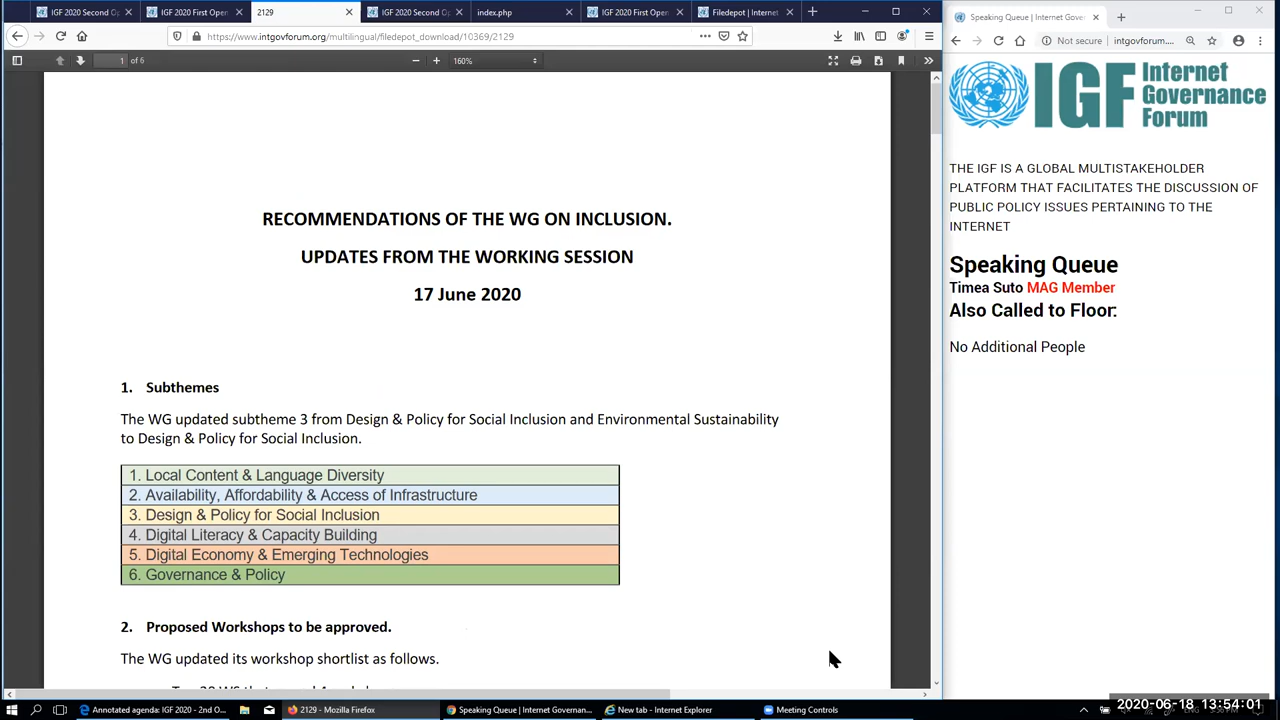 IGF 2020 Second Op
IGF 2020 First Open
2129
IGF 2020 Second Op
index.php
IGF 2020 First Open
Filedepot | Internet
https://www.intgovforum.org/multilingual/filedepot_download/10369/2129
1 of 6
160%
RECOMMENDATIONS OF THE WG ON INCLUSION.
UPDATES FROM THE WORKING SESSION
17 June 2020
1. Subthemes
The WG updated subtheme 3 from Design & Policy for Social Inclusion and Environmental Sustainability
to Design & Policy for Social Inclusion.
1. Local Content & Language Diversity
2. Availability, Affordability & Access of Infrastructure
3. Design & Policy for Social Inclusion
4. Digital Literacy & Capacity Building
5. Digital Economy & Emerging Technologies
6. Governance & Policy
2. Proposed Workshops to be approved.
The WG updated its workshop shortlist as follows.
Speaking Queue | Internet Gover
Not secure | intgovforum....
IGF Internet
Governance
Forum
THE IGF IS A GLOBAL MULTISTAKEHOLDER
PLATFORM THAT FACILITATES THE DISCUSSION OF
PUBLIC POLICY ISSUES PERTAINING TO THE
INTERNET
Speaking Queue
Timea Suto MAG Member
Also Called to Floor:
No Additional People
Annotated agenda: IGF 2020 - 2nd O...
2129 - Mozilla Firefox
Speaking Queue | Internet Governan...
New tab - Internet Explorer
Meeting Controls
2020-06-18 13:54:01